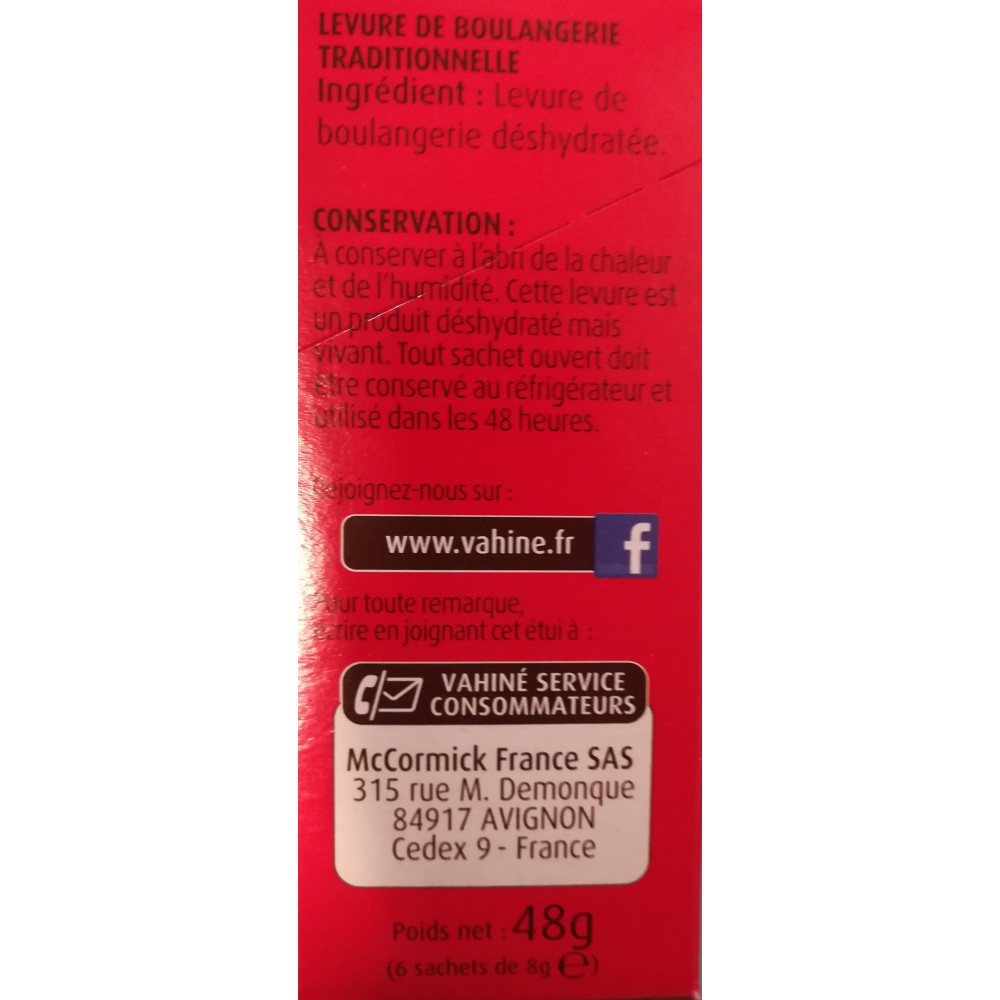 LEVURE DE BOULANGERIE
TRADITIONNELLE
Ingrédient : Levure de
boulangerie déshydratée.
CONSERVATION :
À conserver à l'abri de la chaleur
et de l'humidité. Cette levure est
un produit déshydraté mais
vivant. Tout sachet ouvert doit
être conservé au réfrigérateur et
utilisé dans les 48 heures.
Rejoignez-nous sur :
www.vahine.fr f
Pour toute remarque,
écrire en joignant cet étui à :
VAHINÉ SERVICE
CONSOMMATEURS
McCormick France SAS
315 rue M. Demonque
84917 AVIGNON
Cedex 9 - France
Poids net : 48g
(6 sachets de 8g ℮)